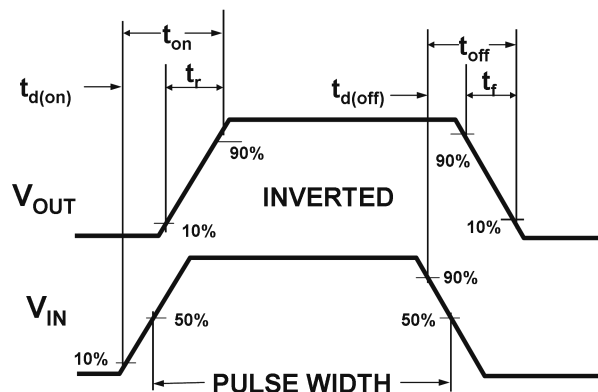 t_on
t_off
t_d(on)
t_r
t_d(off)
t_f
90%
90%
V_OUT
INVERTED
10%
10%
90%
V_IN
50%
50%
10%
PULSE WIDTH